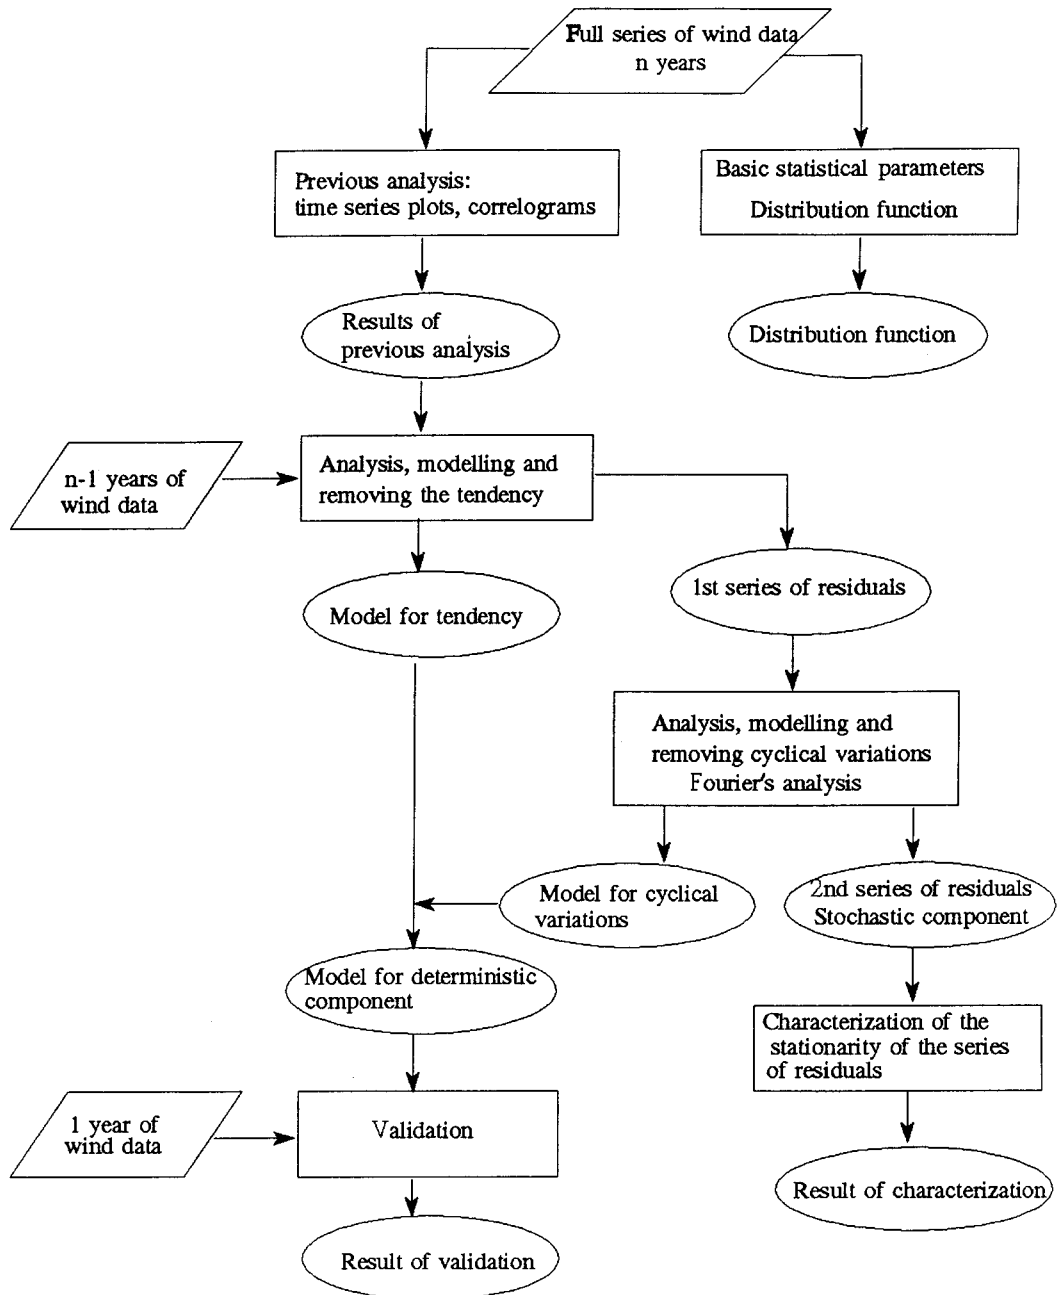 Full series of wind data
n years
Previous analysis:
time series plots, correlograms
Basic statistical parameters
Distribution function
Results of
previous analysis
Distribution function
n-1 years of
wind data
Analysis, modelling and
removing the tendency
1st series of residuals
Model for tendency
Analysis, modelling and
removing cyclical variations
Fourier's analysis
Model for cyclical
variations
2nd series of residuals
Stochastic component
Model for deterministic
component
Characterization of the
stationarity of the series
of residuals
1 year of
wind data
Validation
Result of characterization
Result of validation